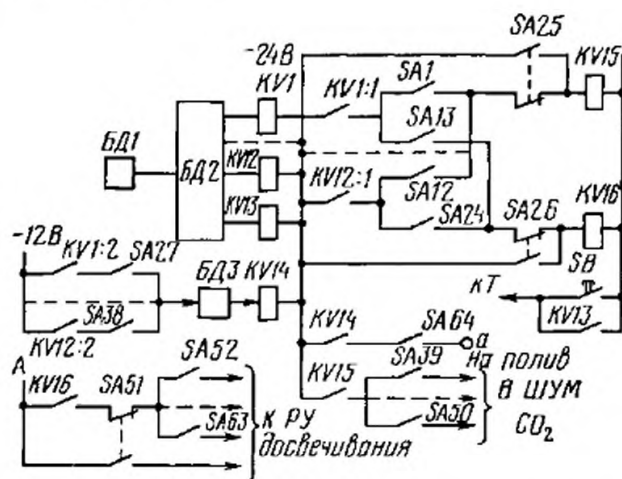 SA25
-24В
KV1
KV1:1
SA1
KV15
SA13
БД1
БД2
KV12
KV12:1
SA12
KV13
SA24
SA26
KV16
-12В
KV1:2
SA27
БД3
KV14
SB
кТ
KV13
SA38
KV12:2
KV14
SA64
а
На полив
A
SA52
KV15
SA39
В ШУМ
KV16
SA51
SA63
К РУ
досвечивания
SA50
CO₂